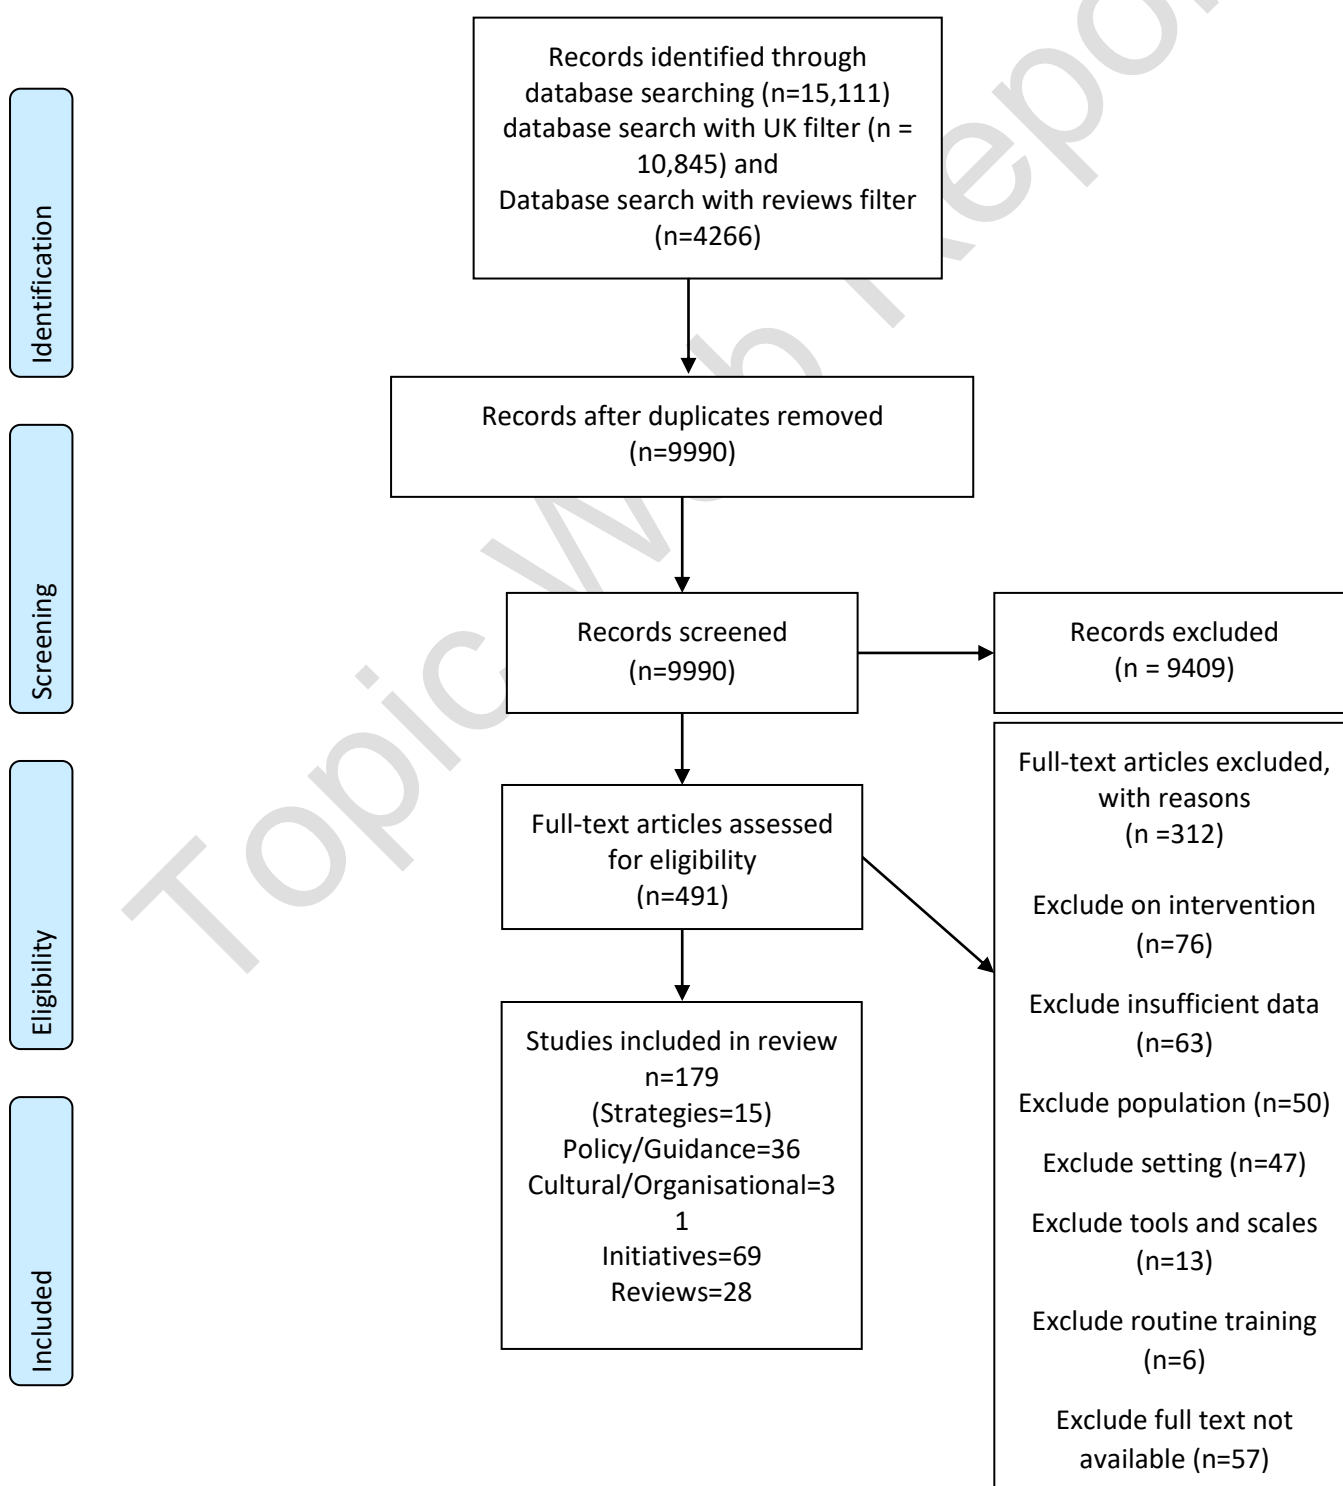 Records identified through
database searching (n=15,111)
database search with UK filter (n =
10,845) and
Database search with reviews filter
(n=4266)
Identification
Records after duplicates removed
(n=9990)
Screening
Records screened
(n=9990)
Records excluded
(n = 9409)
Eligibility
Full-text articles assessed
for eligibility
(n=491)
Full-text articles excluded,
with reasons
(n =312)
Exclude on intervention
(n=76)
Exclude insufficient data
(n=63)
Exclude population (n=50)
Exclude setting (n=47)
Exclude tools and scales
(n=13)
Exclude routine training
(n=6)
Exclude full text not
available (n=57)
Included
Studies included in review
n=179
(Strategies=15)
Policy/Guidance=36
Cultural/Organisational=3
1
Initiatives=69
Reviews=28
Topic